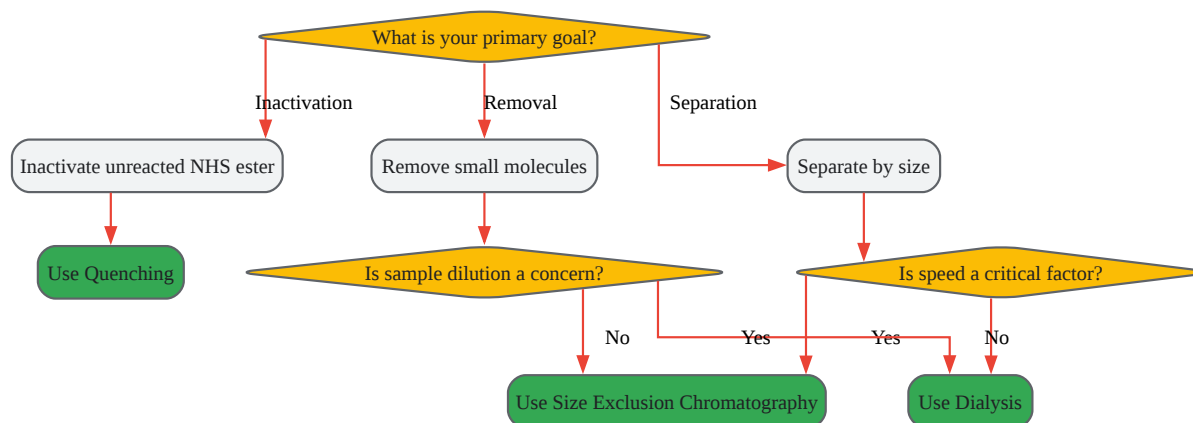 What is your primary goal?
Inactivation
Removal
Separation
Inactivate unreacted NHS ester
Remove small molecules
Separate by size
Use Quenching
Is sample dilution a concern?
Is speed a critical factor?
No
Yes
Yes
No
Use Size Exclusion Chromatography
Use Dialysis